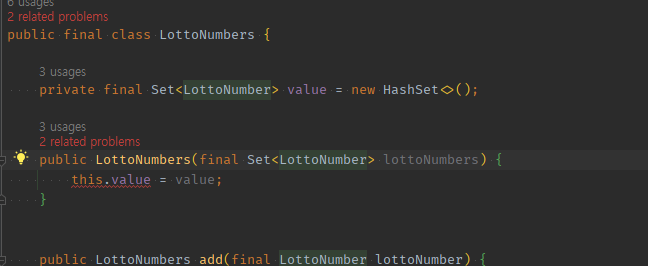 6 usages
2 related problems
public final class LottoNumbers {
3 usages
private final Set<LottoNumber> value = new HashSet<>();
3 usages
2 related problems
public LottoNumbers(final Set<LottoNumber> lottoNumbers) {
this.value = value;
}
public LottoNumbers add(final LottoNumber lottoNumber) {